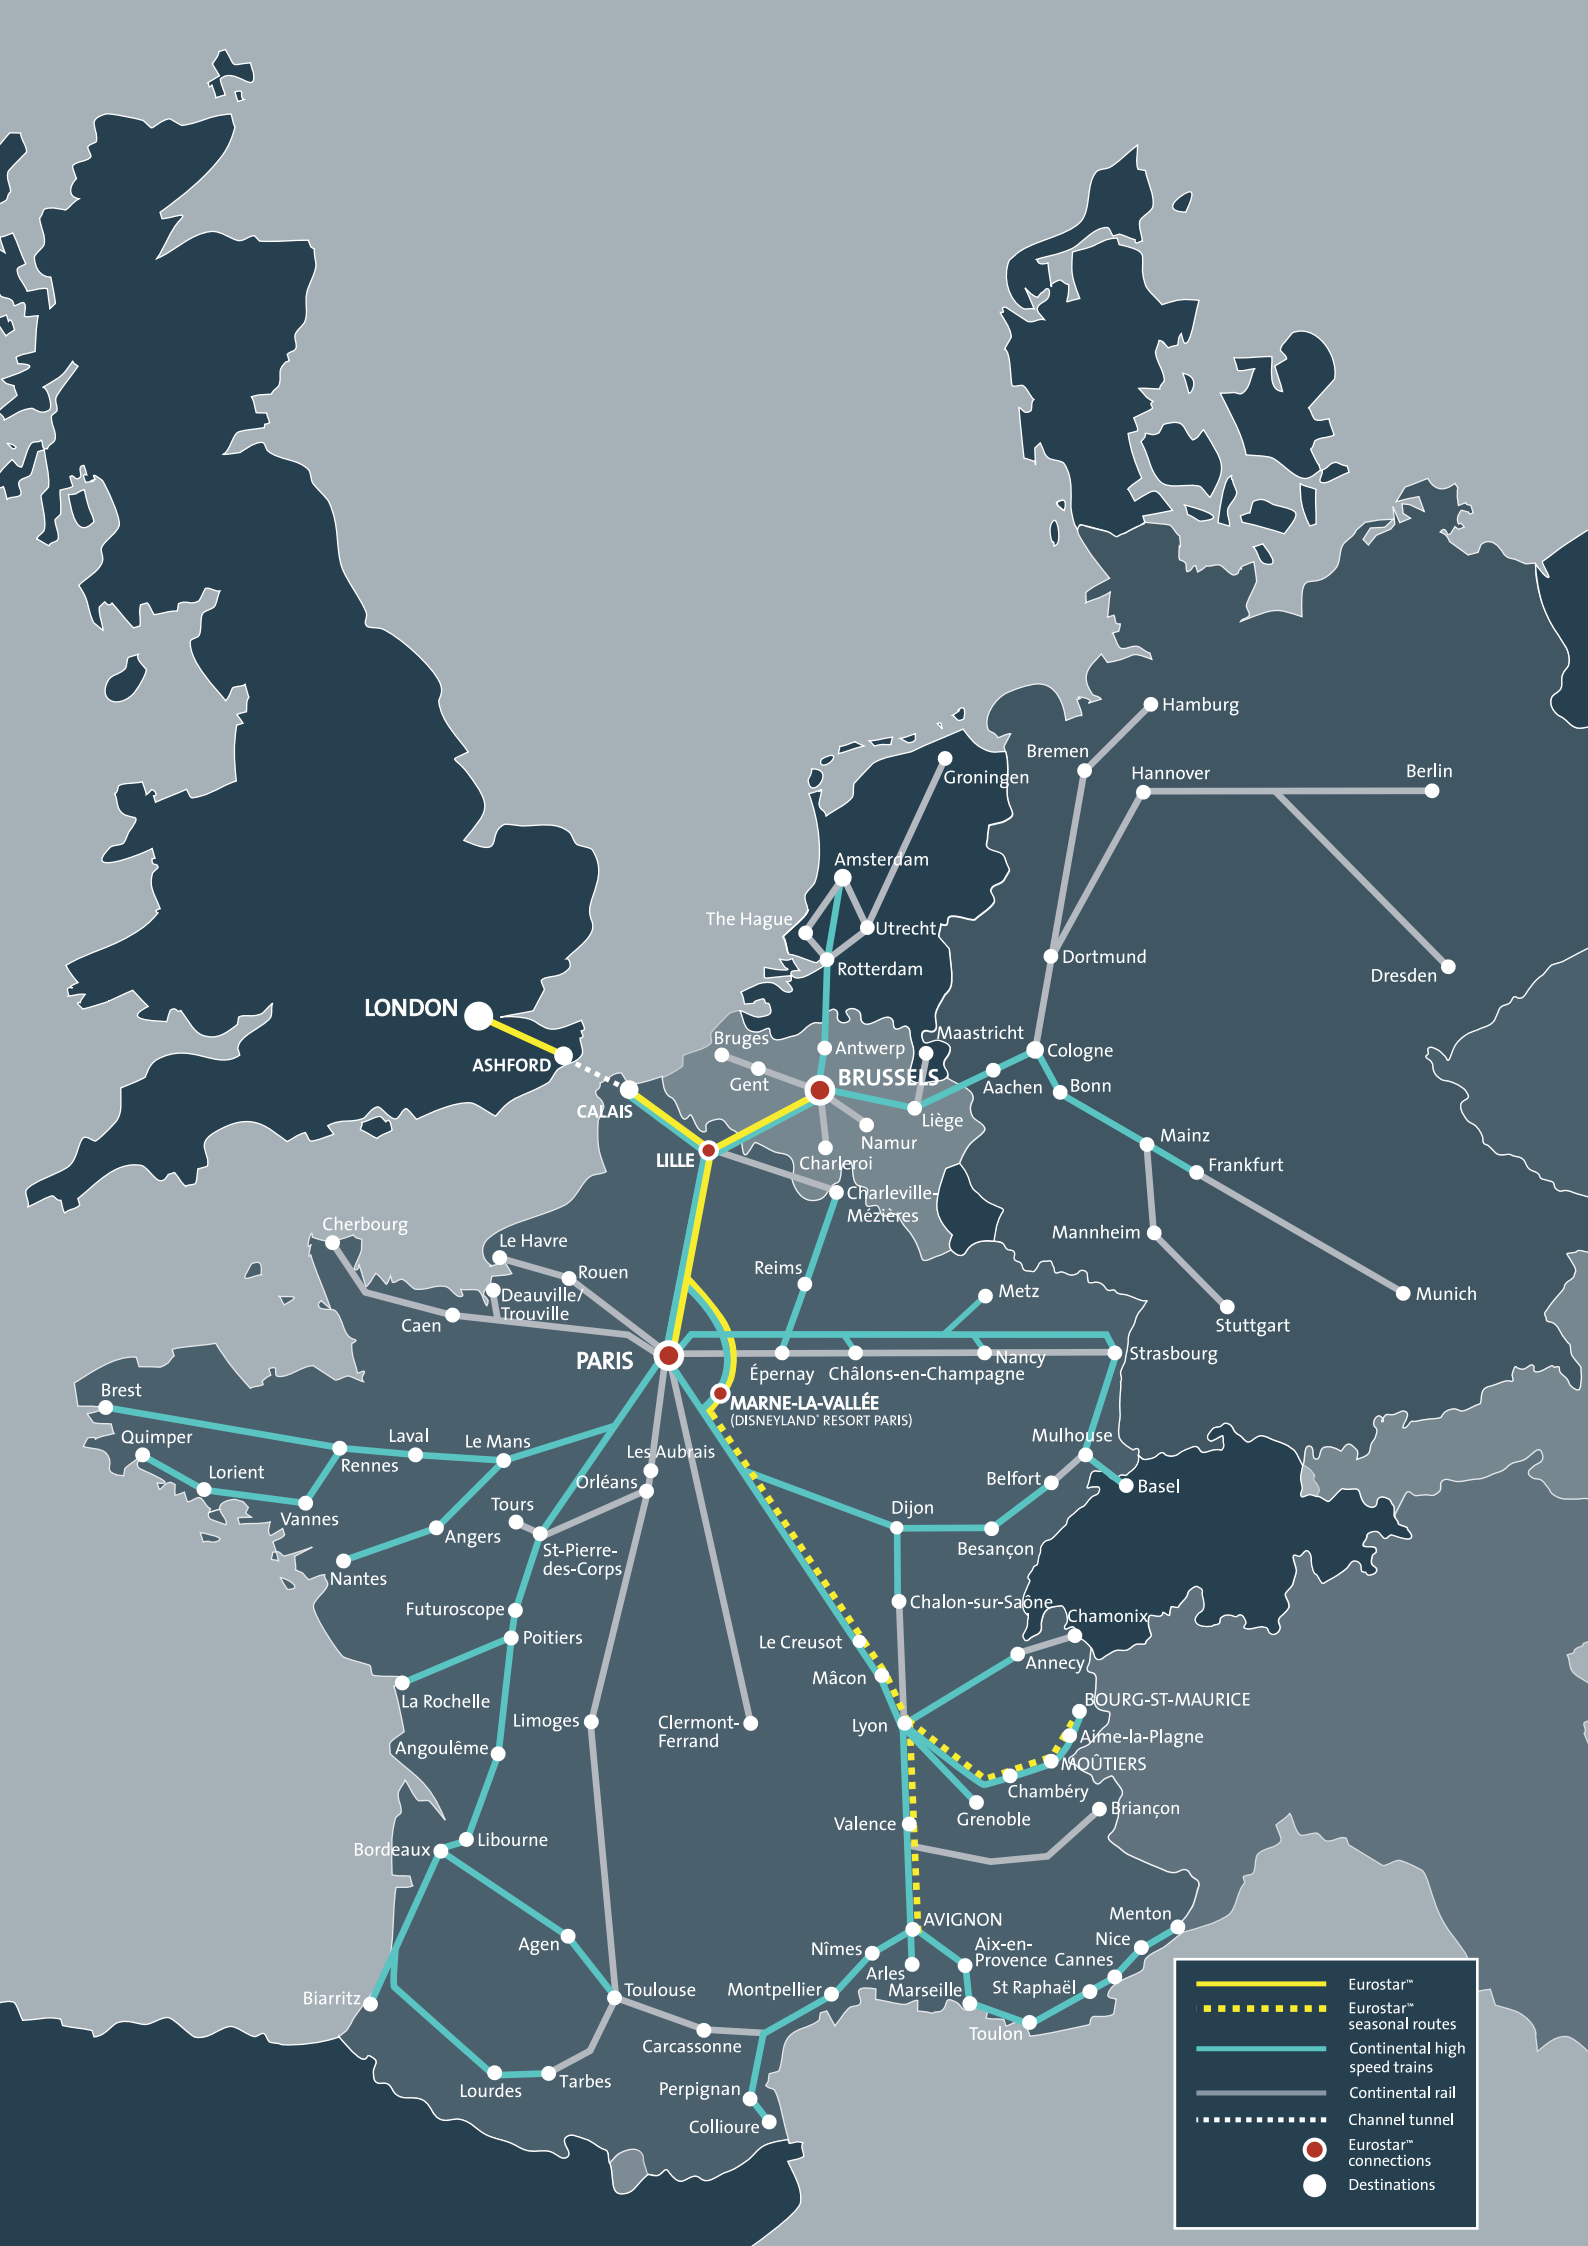 Hamburg
Bremen
Hannover
Berlin
Groningen
Amsterdam
The Hague
Utrecht
Rotterdam
Dortmund
Dresden
LONDON
ASHFORD
CALAIS
Bruges
Gent
Antwerp
BRUSSELS
Maastricht
Cologne
Aachen
Bonn
Liège
Namur
Charleroi
LILLE
Mainz
Frankfurt
Charleville-
Mézières
Mannheim
Cherbourg
Le Havre
Rouen
Deauville/
Trouville
Caen
Reims
Metz
Munich
Stuttgart
PARIS
Épernay
Châlons-en-Champagne
Nancy
Strasbourg
MARNE-LA-VALLÉE
(DISNEYLAND® RESORT PARIS)
Brest
Quimper
Lorient
Vannes
Rennes
Laval
Le Mans
Les Aubrais
Orléans
Tours
Angers
Nantes
St-Pierre-
des-Corps
Mulhouse
Belfort
Basel
Dijon
Besançon
Futuroscope
Poitiers
La Rochelle
Chalon-sur-Saône
Chamonix
Le Creusot
Annecy
Mâcon
Limoges
Clermont-
Ferrand
Lyon
BOURG-ST-MAURICE
Aime-la-Plagne
MOÛTIERS
Chambéry
Grenoble
Briançon
Angoulême
Libourne
Bordeaux
Valence
Agen
AVIGNON
Menton
Nice
Nîmes
Aix-en-
Provence
Cannes
Arles
St Raphaël
Marseille
Biarritz
Toulouse
Montpellier
Toulon
Carcassonne
Lourdes
Tarbes
Perpignan
Collioure
Eurostar™
Eurostar™
seasonal routes
Continental high
speed trains
Continental rail
Channel tunnel
Eurostar™
connections
Destinations